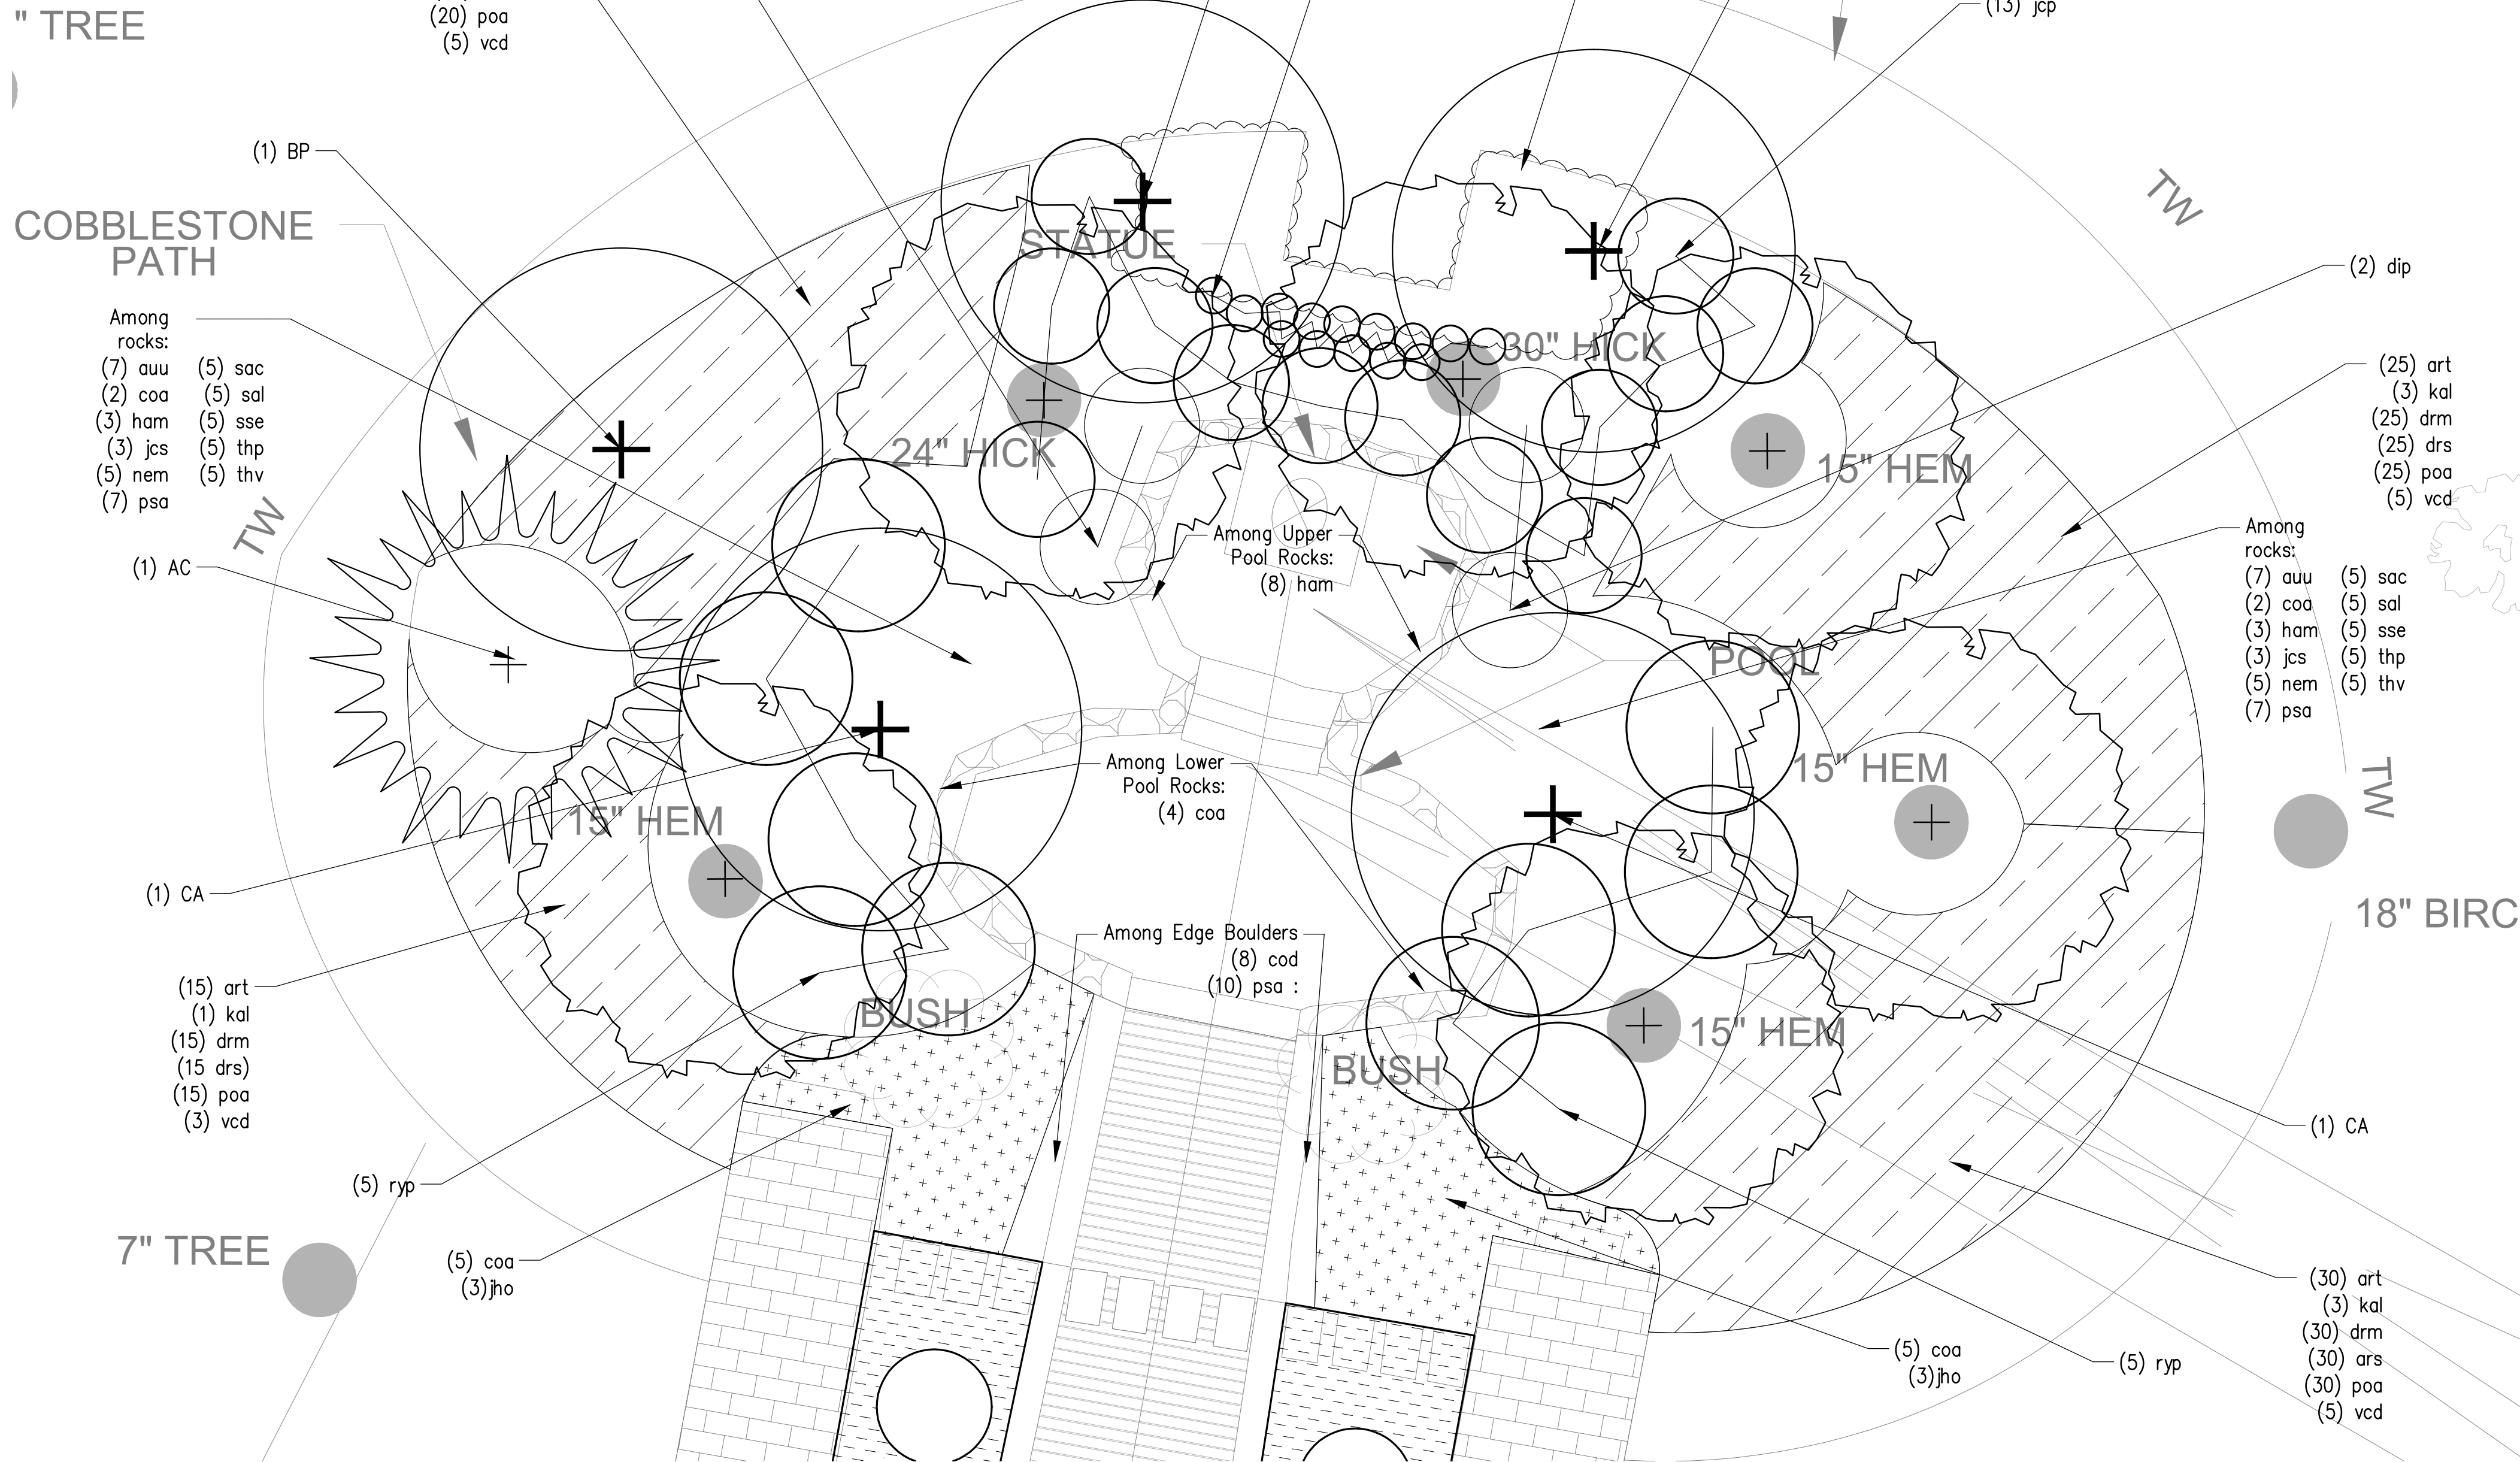 " TREE
(20) poa
(5) vcd
(13) jcp
(1) BP
COBBLESTONE
PATH
Among
rocks:
(7) auu (5) sac
(2) coa (5) sal
(3) ham (5) sse
(3) jcs (5) thp
(5) nem (5) thv
(7) psa
TW
(1) AC
STATUE
24" HICK
30" HICK
15" HEM
TW
(2) dip
(25) art
(3) kal
(25) drm
(25) drs
(25) poa
(5) vcd
Among
rocks:
(7) auu (5) sac
(2) coa (5) sal
(3) ham (5) sse
(3) jcs (5) thp
(5) nem (5) thv
(7) psa
Among Upper
Pool Rocks:
(8) ham
POOL
15" HEM
TW
18" BIRC
Among Lower
Pool Rocks:
(4) coa
15" HEM
(1) CA
Among Edge Boulders
(8) cod
(10) psa :
BUSH
BUSH
15" HEM
(15) art
(1) kal
(15) drm
(15 drs)
(15) poa
(3) vcd
(1) CA
(5) ryp
7" TREE
(5) coa
(3)jho
(5) coa
(3)jho
(5) ryp
(30) art
(3) kal
(30) drm
(30) ars
(30) poa
(5) vcd